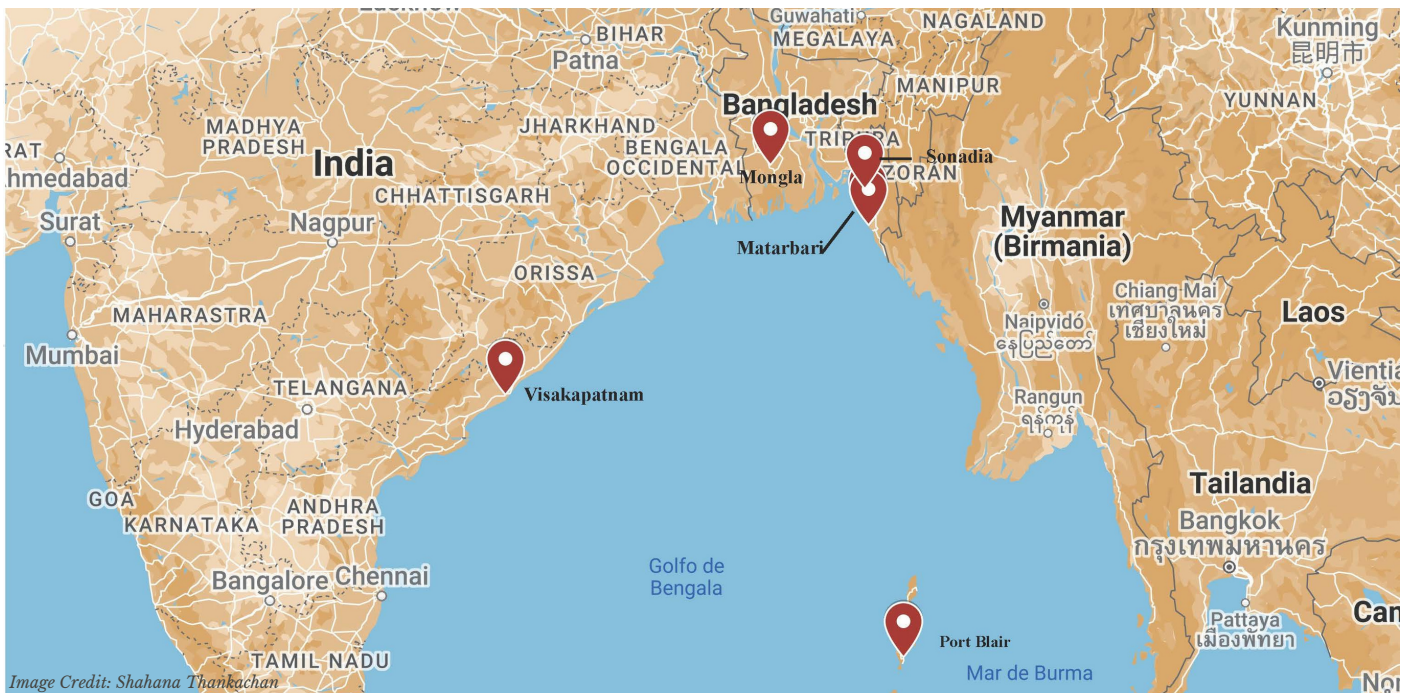 Guwahati
NAGALAND
Kunming
昆明市
BIHAR
MEGALAYA
Patna
MANIPUR
YUNNAN
Bangladesh
MADHYA
PRADESH
JHARKHAND
TRIPURA
BENGALA
OCCIDENTAL
Sonadia
India
Mongla
ZORAN
CHHATTISGARH
Surat
Nagpur
Myanmar
(Birmania)
Matarbari
ORISSA
Chiang Mai
เทศบาลนคร
เชียงใหม่
MAHARASTRA
Naipyidó
နေပြည်တော်
Laos
Mumbai
TELANGANA
Visakapatnam
Rangun
ရန်ကုန်
Hyderabad
Tailandia
GOA
KARNATAKA
ANDHRA
PRADESH
Bangkok
กรุงเทพมหานคร
Golfo de
Bengala
Bangalore
Chennai
Pattaya
เมืองพัทยา
Port Blair
Mar de Burma
TAMIL NADU
Image Credit: Shahana Thankachan